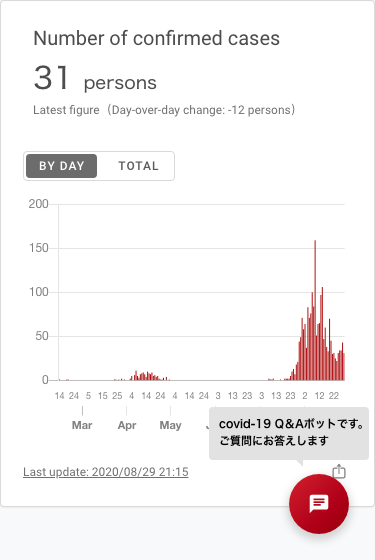 Number of confirmed cases
31 persons
Latest figure（Day-over-day change: -12 persons）
BY DAY TOTAL
200
150
100
50
0
14 24 5 15 25 4 14 24 4 14 24 3 13 23 3 13 23 2 12 22
Mar Apr May
covid-19 Q&Aボットです。
ご質問にお答えします
Last update: 2020/08/29 21:15